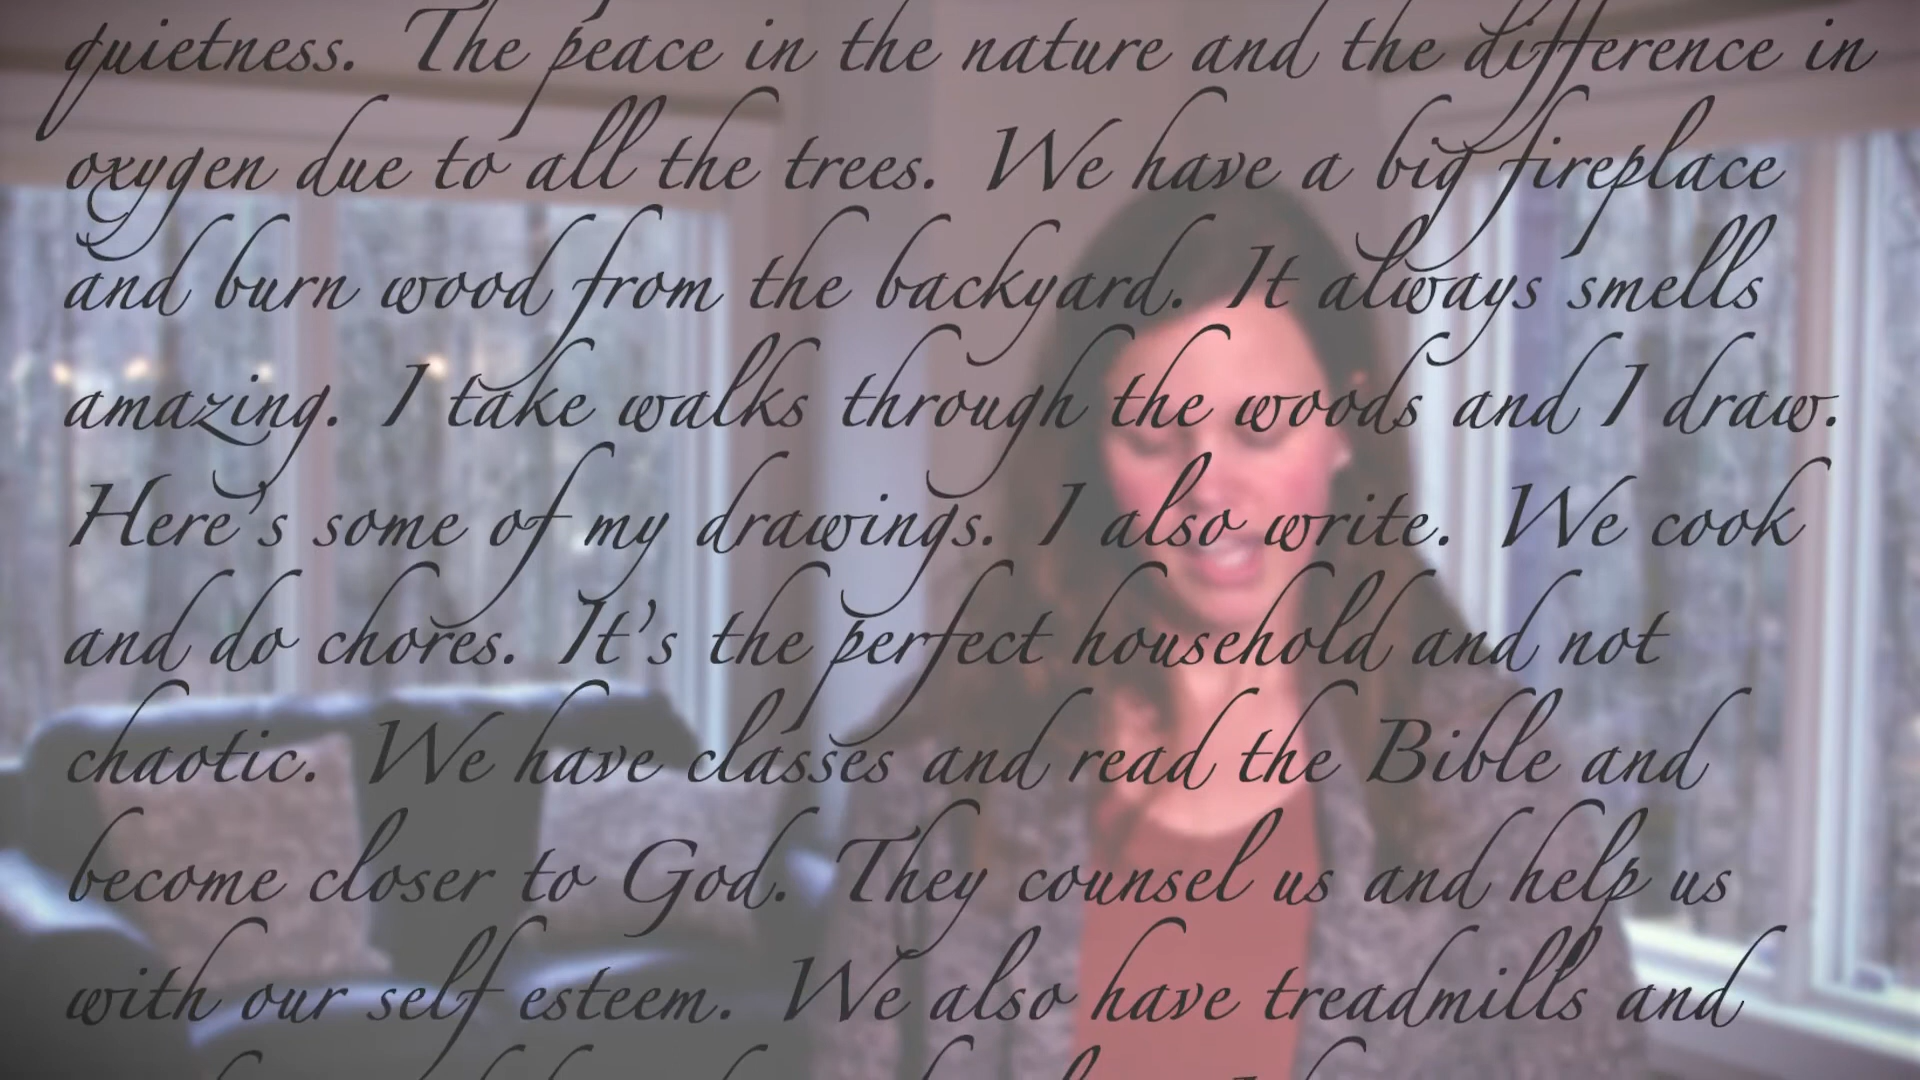 quietness. The peace in the nature and the difference in
oxygen due to all the trees. We have a big fireplace
and burn wood from the backyard. It always smells
amazing. I take walks through the woods and I draw.
Here's some of my drawings. I also write. We cook
and do chores. It's the perfect household and not
chaotic. We have classes and read the Bible and
become closer to God. They counsel us and help us
with our self esteem. We also have treadmills and